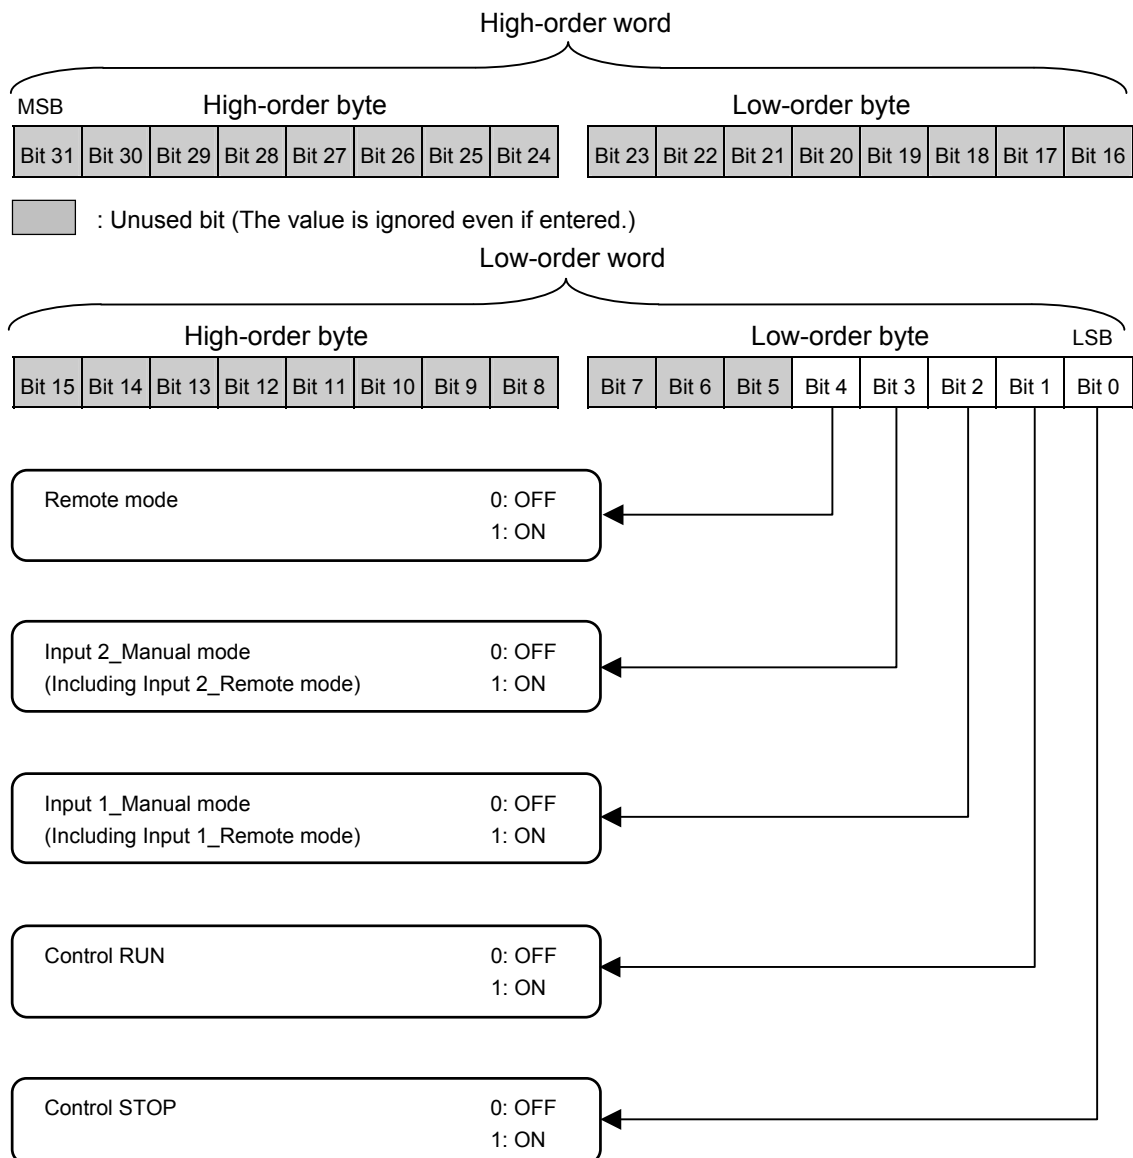 High-order word
MSB High-order byte Low-order byte
Bit 31 Bit 30 Bit 29 Bit 28 Bit 27 Bit 26 Bit 25 Bit 24 Bit 23 Bit 22 Bit 21 Bit 20 Bit 19 Bit 18 Bit 17 Bit 16
: Unused bit (The value is ignored even if entered.)
Low-order word
High-order byte Low-order byte LSB
Bit 15 Bit 14 Bit 13 Bit 12 Bit 11 Bit 10 Bit 9 Bit 8 Bit 7 Bit 6 Bit 5 Bit 4 Bit 3 Bit 2 Bit 1 Bit 0
Remote mode 0: OFF
1: ON
Input 2_Manual mode 0: OFF
(Including Input 2_Remote mode) 1: ON
Input 1_Manual mode 0: OFF
(Including Input 1_Remote mode) 1: ON
Control RUN 0: OFF
1: ON
Control STOP 0: OFF
1: ON